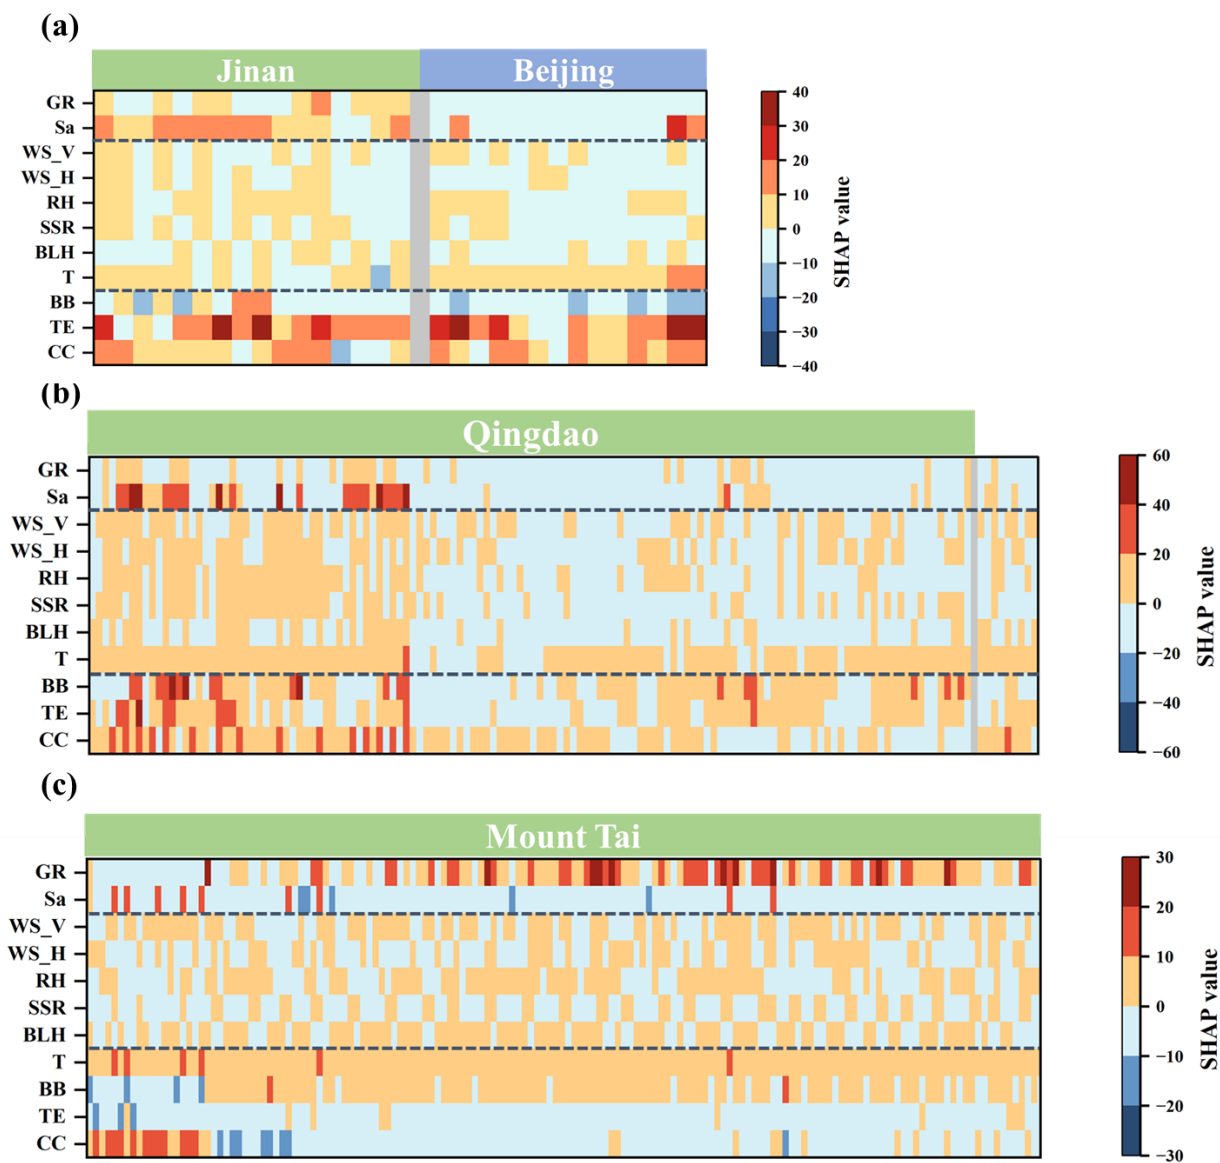 (a)
Jinan Beijing
GR
Sa
WS_V
WS_H
RH
SSR
BLH
T
BB
TE
CC
40
30
20
10
0
−10
−20
−30
−40
SHAP value
(b)
Qingdao
GR
Sa
WS_V
WS_H
RH
SSR
BLH
T
BB
TE
CC
60
40
20
0
−20
−40
−60
SHAP value
(c)
Mount Tai
GR
Sa
WS_V
WS_H
RH
SSR
BLH
T
BB
TE
CC
30
20
10
0
−10
−20
−30
SHAP value